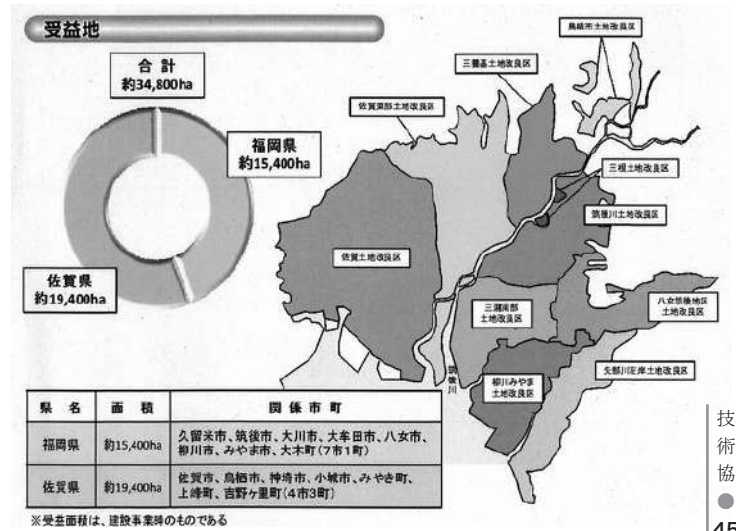 受益地
合計
約34,800ha
福岡県
約15,400ha
佐賀県
約19,400ha
鳥栖市土地改良区
三養基土地改良区
佐賀東部土地改良区
三根土地改良区
筑後川土地改良区
佐賀土地改良区
三潴南部
土地改良区
八女筑後地区
土地改良区
柳川みやま
土地改良区
矢部川左岸土地改良区
筑後川
県名 面積 関係市町
福岡県 約15,400ha 久留米市、筑後市、大川市、大牟田市、八女市、
柳川市、みやま市、大木町(7市1町)
佐賀県 約19,400ha 佐賀市、鳥栖市、神埼市、小城市、みやき町、
上峰町、吉野ヶ里町(4市3町)
※受益面積は、建設事業時のものである
技術協●
45